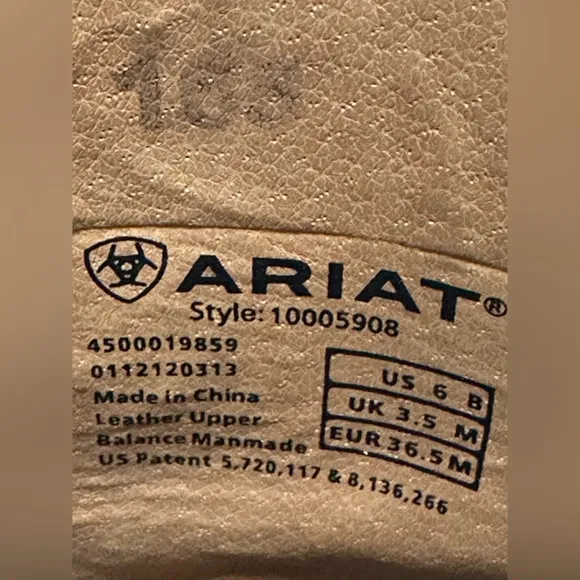 ARIAT®
Style: 10005908
4500019859
0112120313
Made in China
Leather Upper
Balance Manmade
US Patent 5,720,117 & 8,136,266
US 6 B
UK 3.5 M
EUR 36.5 M